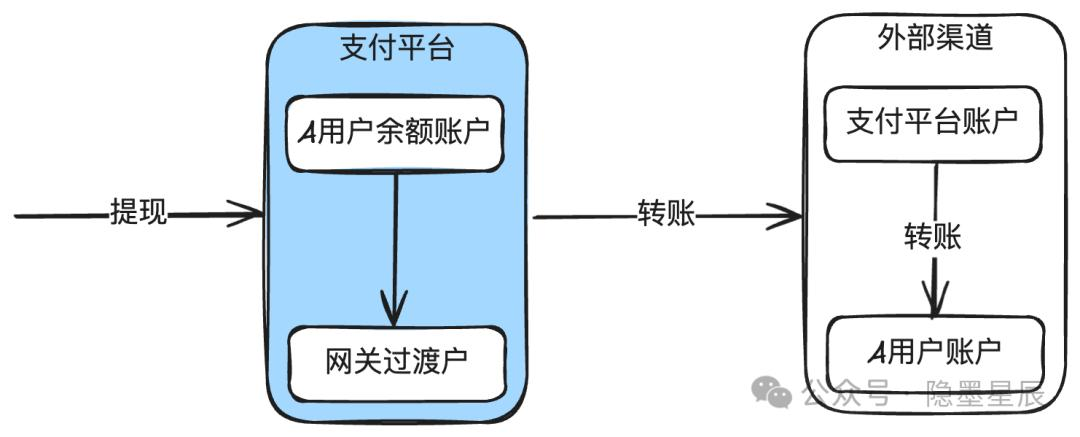 支付平台
A用户余额账户
网关过渡户
提现
转账
外部渠道
支付平台账户
转账
A用户账户
公众号 · 隐墨星辰